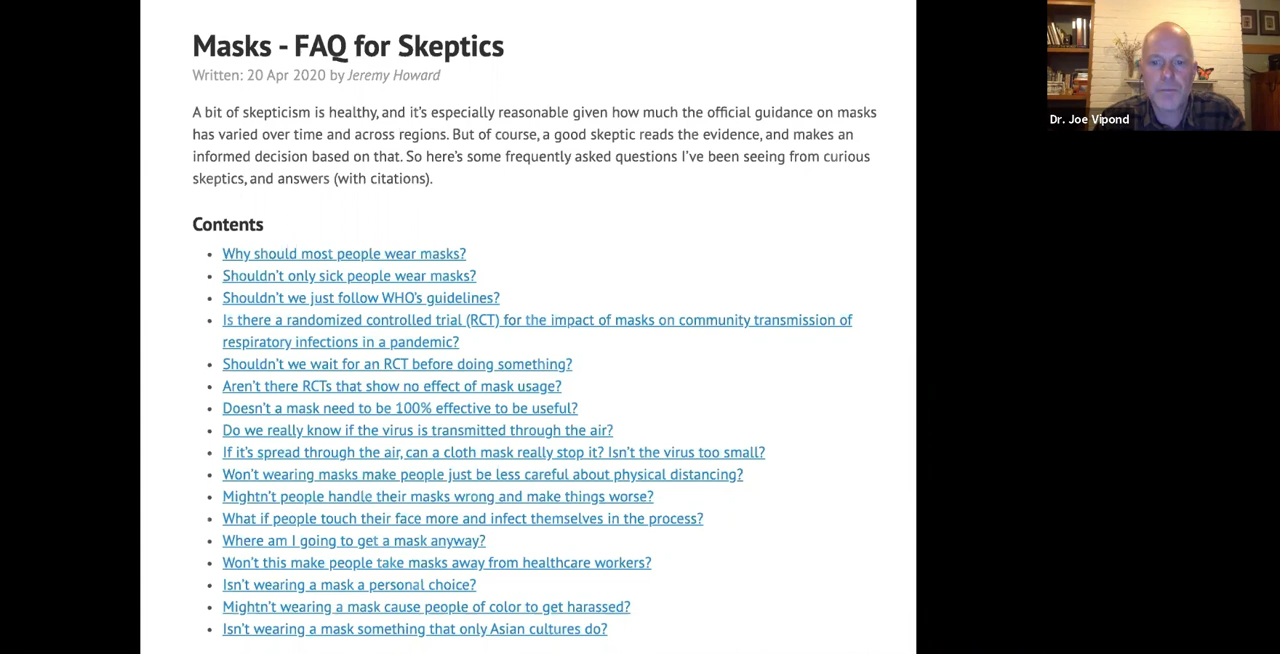 Masks - FAQ for Skeptics
Written: 20 Apr 2020 by Jeremy Howard
A bit of skepticism is healthy, and it's especially reasonable given how much the official guidance on masks
has varied over time and across regions. But of course, a good skeptic reads the evidence, and makes an
informed decision based on that. So here's some frequently asked questions I've been seeing from curious
skeptics, and answers (with citations).
Contents
Why should most people wear masks?
Shouldn't only sick people wear masks?
Shouldn't we just follow WHO's guidelines?
Is there a randomized controlled trial (RCT) for the impact of masks on community transmission of
respiratory infections in a pandemic?
Shouldn't we wait for an RCT before doing something?
Aren't there RCTs that show no effect of mask usage?
Doesn't a mask need to be 100% effective to be useful?
Do we really know if the virus is transmitted through the air?
If it's spread through the air, can a cloth mask really stop it? Isn't the virus too small?
Won't wearing masks make people just be less careful about physical distancing?
Mightn't people handle their masks wrong and make things worse?
What if people touch their face more and infect themselves in the process?
Where am I going to get a mask anyway?
Won't this make people take masks away from healthcare workers?
Isn't wearing a mask a personal choice?
Mightn't wearing a mask cause people of color to get harassed?
Isn't wearing a mask something that only Asian cultures do?
Dr. Joe Vipond